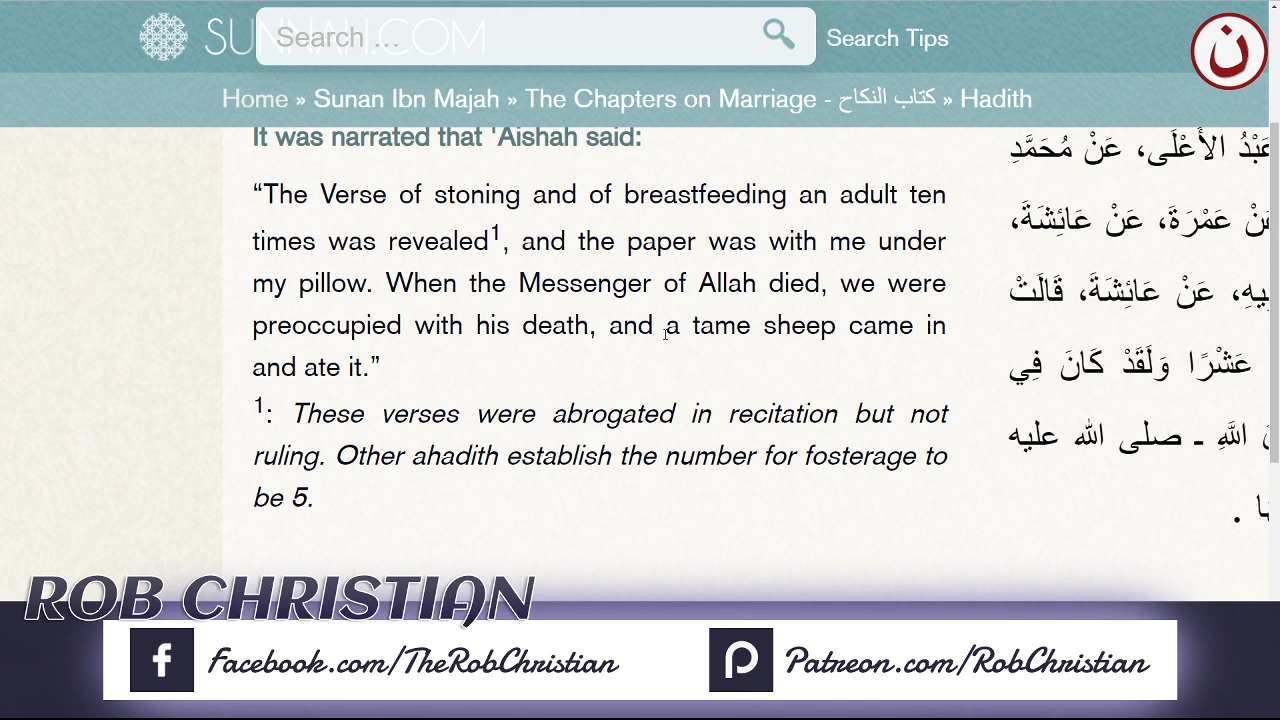 SUNNAH.COM
Search ...
Search Tips
ن
Home » Sunan Ibn Majah » The Chapters on Marriage - كتاب النكاح » Hadith
It was narrated that 'Aishah said:
“The Verse of stoning and of breastfeeding an adult ten
times was revealed1, and the paper was with me under
my pillow. When the Messenger of Allah died, we were
preoccupied with his death, and a tame sheep came in
and ate it.”
1: These verses were abrogated in recitation but not
ruling. Other ahadith establish the number for fosterage to
be 5.
عَبْدُ الأَعْلَى، عَنْ مُحَمَّدِ
عَنْ عَمْرَةَ، عَنْ عَائِشَةَ،
عَنْ عَائِشَةَ، قَالَتْ
عَشْرًا وَلَقَدْ كَانَ فِي
اللَّهِ ـ صلى الله عليه
ROB CHRISTIAN
Facebook.com/TheRobChristian
Patreon.com/RobChristian